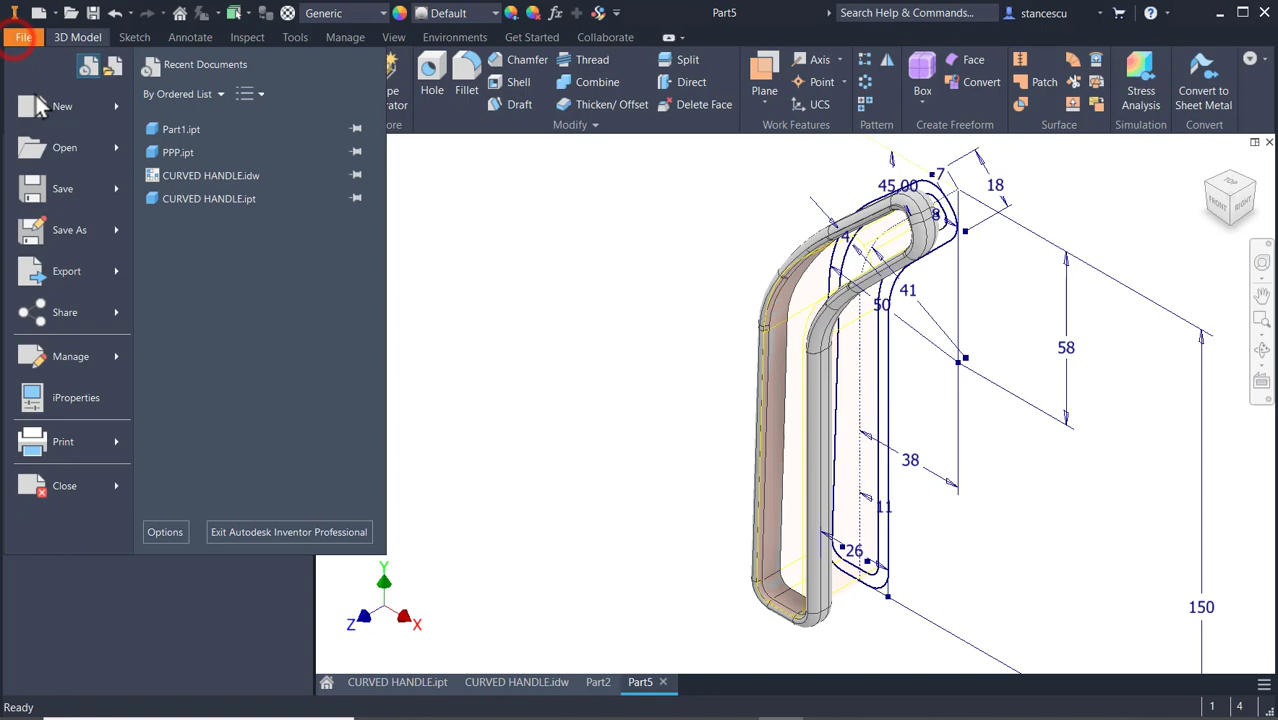 Generic
Default
Part5
Search Help & Commands...
stancescu
File
3D Model
Sketch
Annotate
Inspect
Tools
Manage
View
Environments
Get Started
Collaborate
New
Open
Save
Save As
Export
Share
Manage
iProperties
Print
Close
Recent Documents
By Ordered List
Part1.ipt
PPP.ipt
CURVED HANDLE.idw
CURVED HANDLE.ipt
Options
Exit Autodesk Inventor Professional
Hole
Fillet
Chamfer
Shell
Draft
Thread
Combine
Thicken/ Offset
Split
Direct
Delete Face
Modify
Plane
Axis
Point
UCS
Work Features
Pattern
Box
Face
Convert
Create Freeform
Patch
Surface
Stress
Analysis
Simulation
Convert to
Sheet Metal
Convert
TOP
FRONT
RIGHT
45,00
7
18
8
4
41
50
58
38
11
26
150
Y
Z
X
CURVED HANDLE.ipt
CURVED HANDLE.idw
Part2
Part5
Ready
1
4